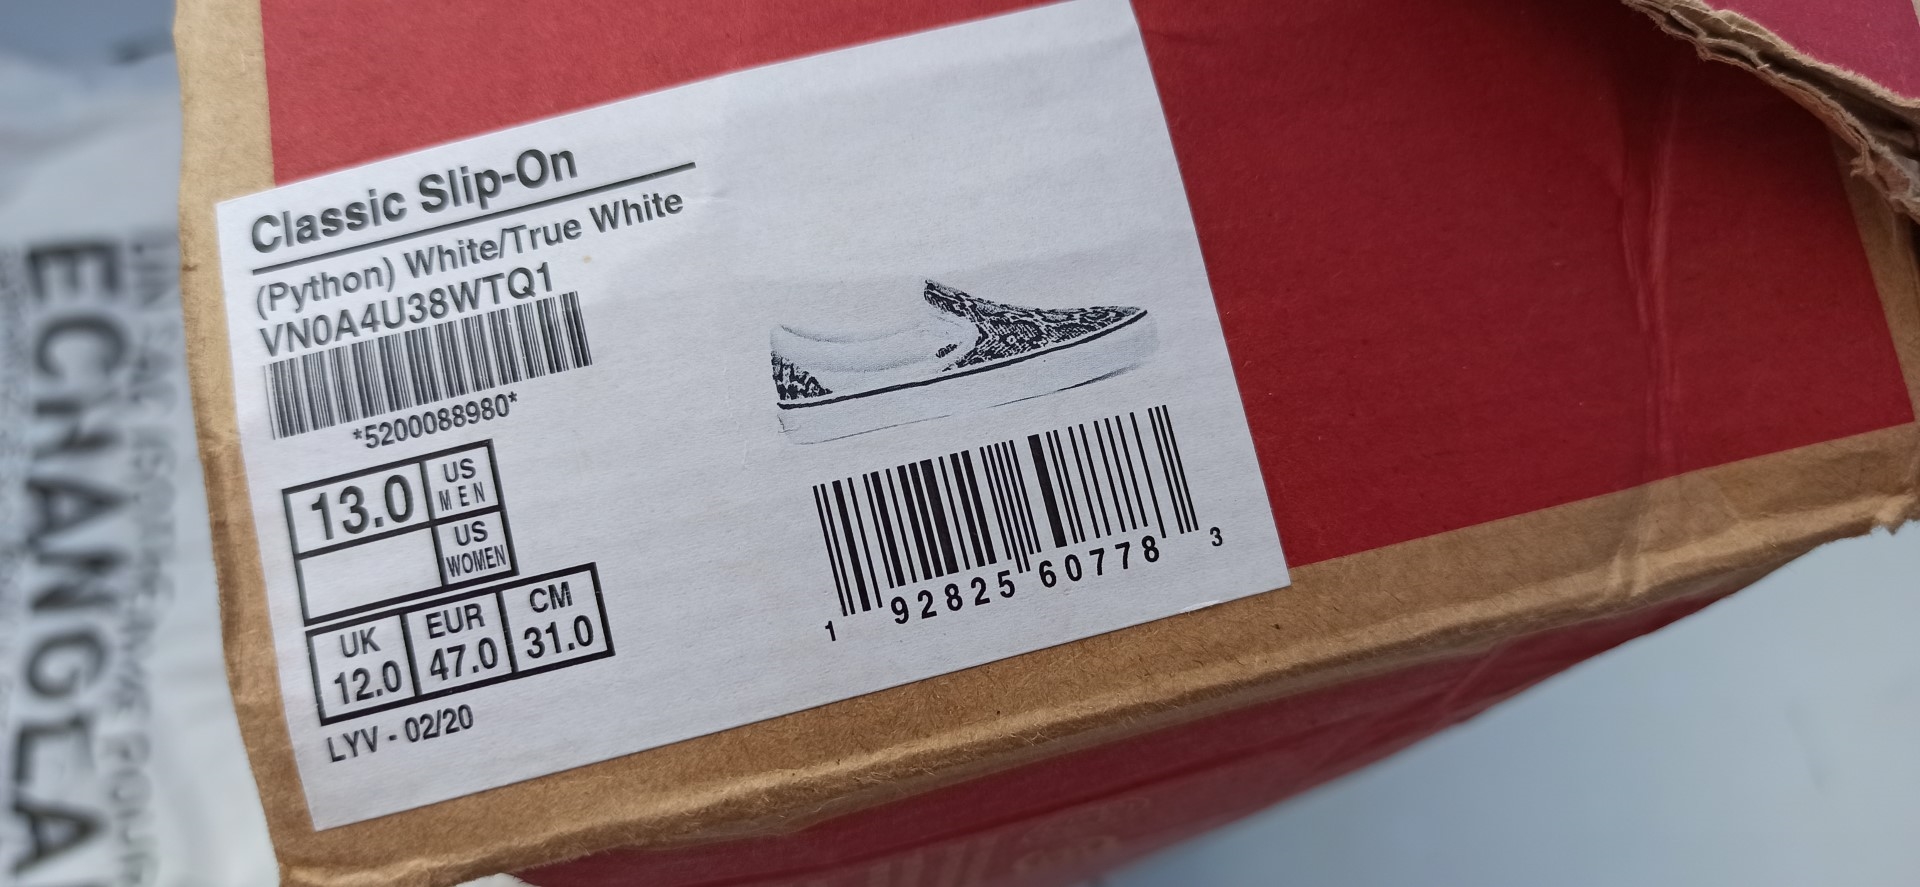 Classic Slip-On
(Python) White/True White
VN0A4U38WTQ1
*5200088980*
13.0 US MEN
US WOMEN
UK EUR CM
12.0 47.0 31.0
LYV - 02/20
1 92825 60778 3